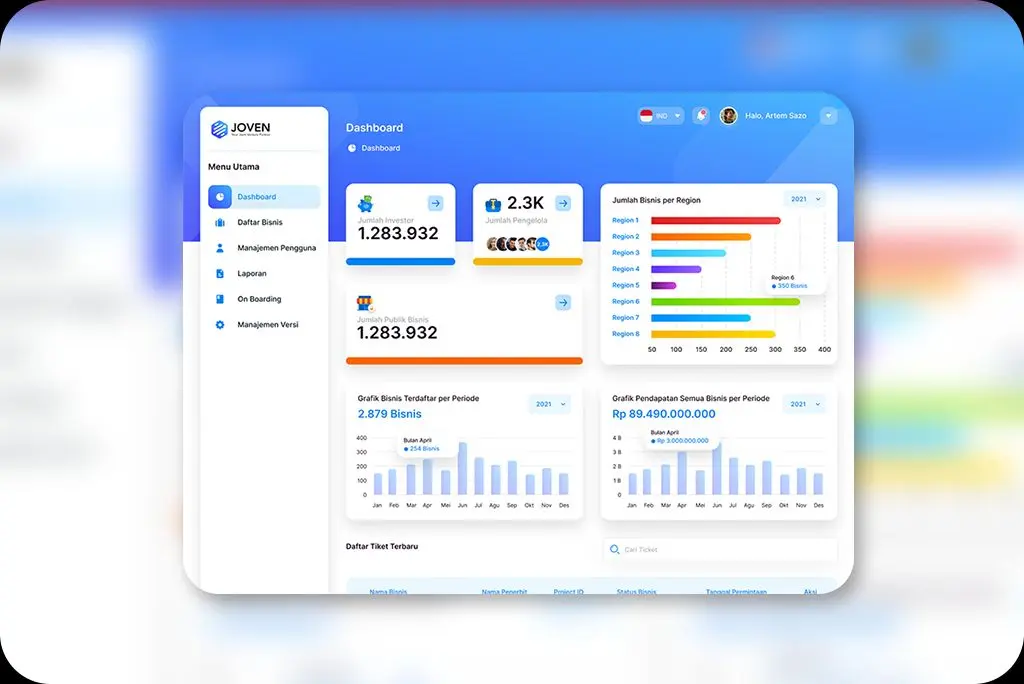 JOVEN
Menu Utama
Dashboard
Daftar Bisnis
Manajemen Pengguna
Laporan
On Boarding
Manajemen Versi
Dashboard
Dashboard
IND
Halo, Artem Sazo
Jumlah Investor
1.283.932
2.3K
Jumlah Pengelola
2,3K
Jumlah Publik Bisnis
1.283.932
Jumlah Bisnis per Region
2021
Region 1
Region 2
Region 3
Region 4
Region 5
Region 6
Region 7
Region 8
Region 6
350 Bisnis
50 100 150 200 250 300 350 400
Grafik Bisnis Terdaftar per Periode
2.879 Bisnis
2021
Bulan April
254 Bisnis
400
300
200
100
0
Jan Feb Mar Apr Mei Jun Jul Agu Sep Okt Nov Des
Grafik Pendapatan Semua Bisnis per Periode
Rp 89.490.000.000
2021
Bulan April
Rp 3.000.000.000
4 B
3 B
2 B
1 B
0
Jan Feb Mar Apr Mei Jun Jul Agu Sep Okt Nov Des
Daftar Tiket Terbaru
Cari Ticket
Nama Bisnis Nama Penerbit Project ID Status Bisnis Tanggal Permintaan Aksi